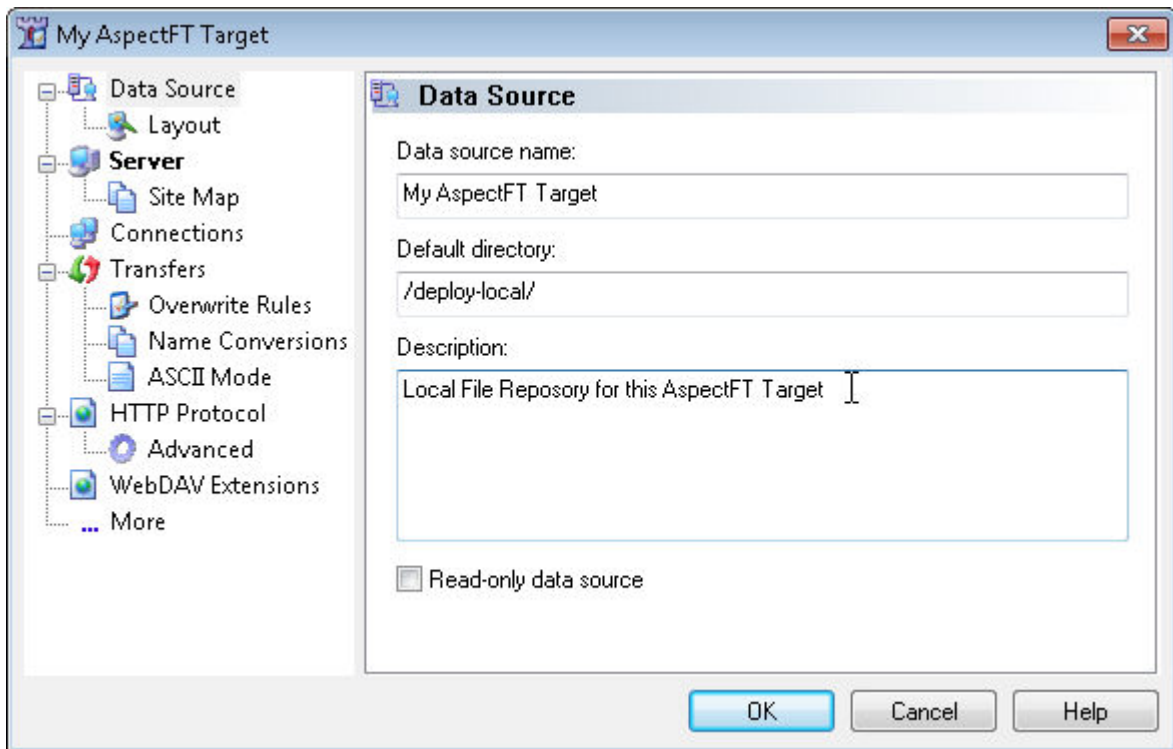 My AspectFT Target
Data Source
Layout
Server
Site Map
Connections
Transfers
Overwrite Rules
Name Conversions
ASCII Mode
HTTP Protocol
Advanced
WebDAV Extensions
... More
Data Source
Data source name:
My AspectFT Target
Default directory:
/deploy-local/
Description:
Local File Reposory for this AspectFT Target
Read-only data source
OK
Cancel
Help